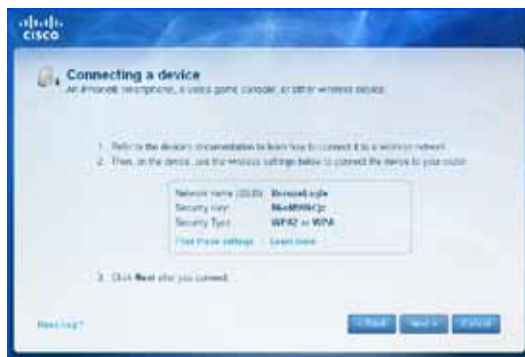 cisco
Connecting a device
An iPhone® smartphone, a video game console, or other wireless device
1. Refer to the device's documentation to learn how to connect it to a wireless network.
2. Then, on the device, use the wireless settings below to connect the device to your router
Network name (SSID):
Security Key:
Security Type: WPA2 or WPA
Print these settings Learn more
3. Click Next after you connect.
Need help?
< Back Next > Cancel